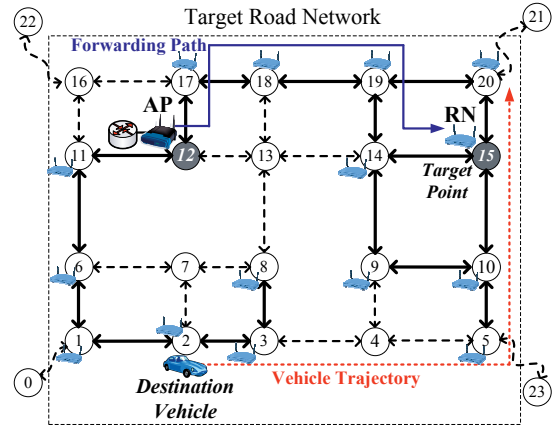 Target Road Network
22
21
Forwarding Path
16
17
18
19
20
AP
RN
11
12
13
14
15
Target
Point
6
7
8
9
10
1
2
3
4
5
0
Destination
Vehicle
Vehicle Trajectory
23